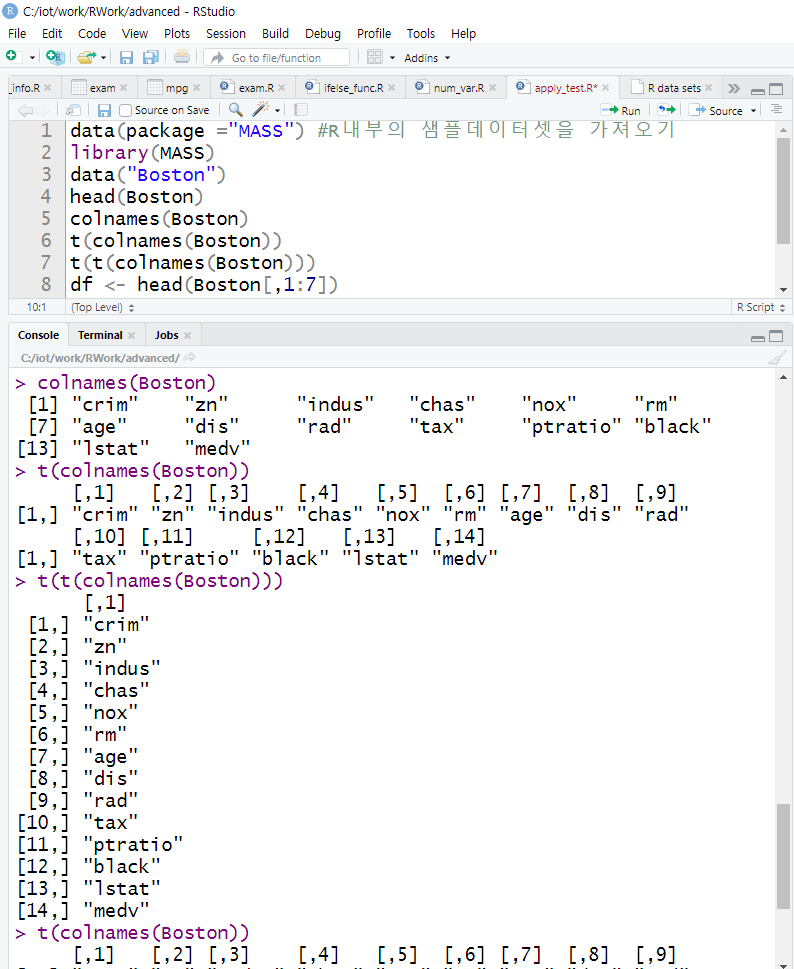 C:/iot/work/RWork/advanced - RStudio
File Edit Code View Plots Session Build Debug Profile Tools Help
Go to file/function Addins
_info.R exam mpg exam.R ifelse_func.R num_var.R apply_test.R* R data sets
Source on Save Run Source
1 data(package ="MASS") #R내부의 샘플데이터셋을 가져오기
2 library(MASS)
3 data("Boston")
4 head(Boston)
5 colnames(Boston)
6 t(colnames(Boston))
7 t(t(colnames(Boston)))
8 df <- head(Boston[,1:7])
10:1 (Top Level) R Script
Console Terminal Jobs
C:/iot/work/RWork/advanced/
> colnames(Boston)
[1] "crim" "zn" "indus" "chas" "nox" "rm"
[7] "age" "dis" "rad" "tax" "ptratio" "black"
[13] "lstat" "medv"
> t(colnames(Boston))
[,1] [,2] [,3] [,4] [,5] [,6] [,7] [,8] [,9]
[1,] "crim" "zn" "indus" "chas" "nox" "rm" "age" "dis" "rad"
[,10] [,11] [,12] [,13] [,14]
[1,] "tax" "ptratio" "black" "lstat" "medv"
> t(t(colnames(Boston)))
[,1]
[1,] "crim"
[2,] "zn"
[3,] "indus"
[4,] "chas"
[5,] "nox"
[6,] "rm"
[7,] "age"
[8,] "dis"
[9,] "rad"
[10,] "tax"
[11,] "ptratio"
[12,] "black"
[13,] "lstat"
[14,] "medv"
> t(colnames(Boston))
[,1] [,2] [,3] [,4] [,5] [,6] [,7] [,8] [,9]